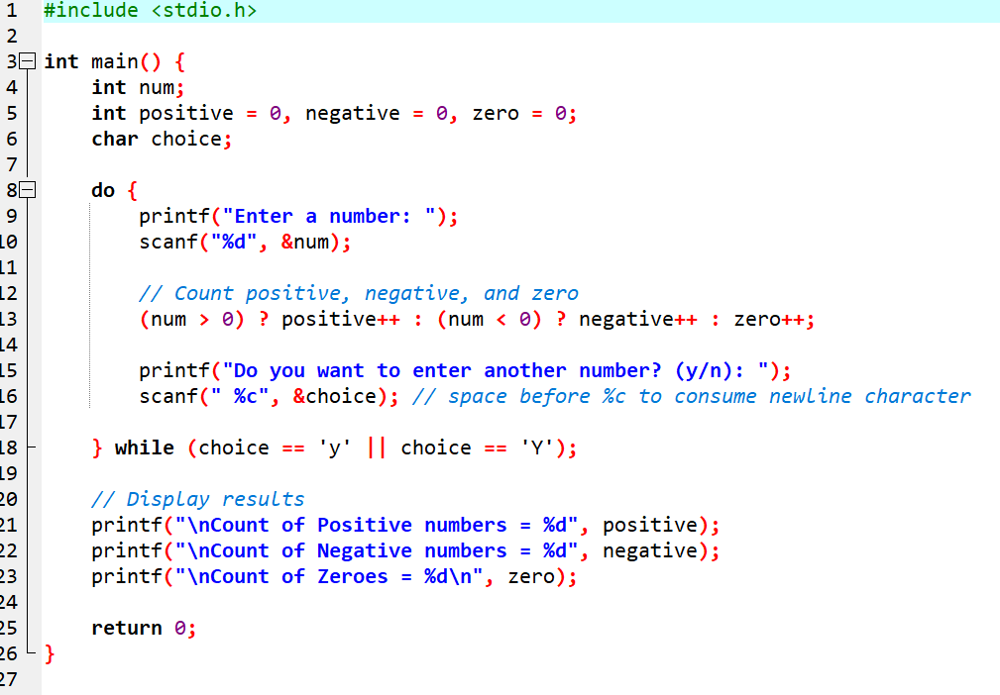 1 #include <stdio.h>
2
3 int main() {
4     int num;
5     int positive = 0, negative = 0, zero = 0;
6     char choice;
7
8     do {
9         printf("Enter a number: ");
10         scanf("%d", &num);
11
12         // Count positive, negative, and zero
13         (num > 0) ? positive++ : (num < 0) ? negative++ : zero++;
14
15         printf("Do you want to enter another number? (y/n): ");
16         scanf(" %c", &choice); // space before %c to consume newline character
17
18     } while (choice == 'y' || choice == 'Y');
19
20     // Display results
21     printf("\nCount of Positive numbers = %d", positive);
22     printf("\nCount of Negative numbers = %d", negative);
23     printf("\nCount of Zeroes = %d\n", zero);
24
25     return 0;
26 }
27